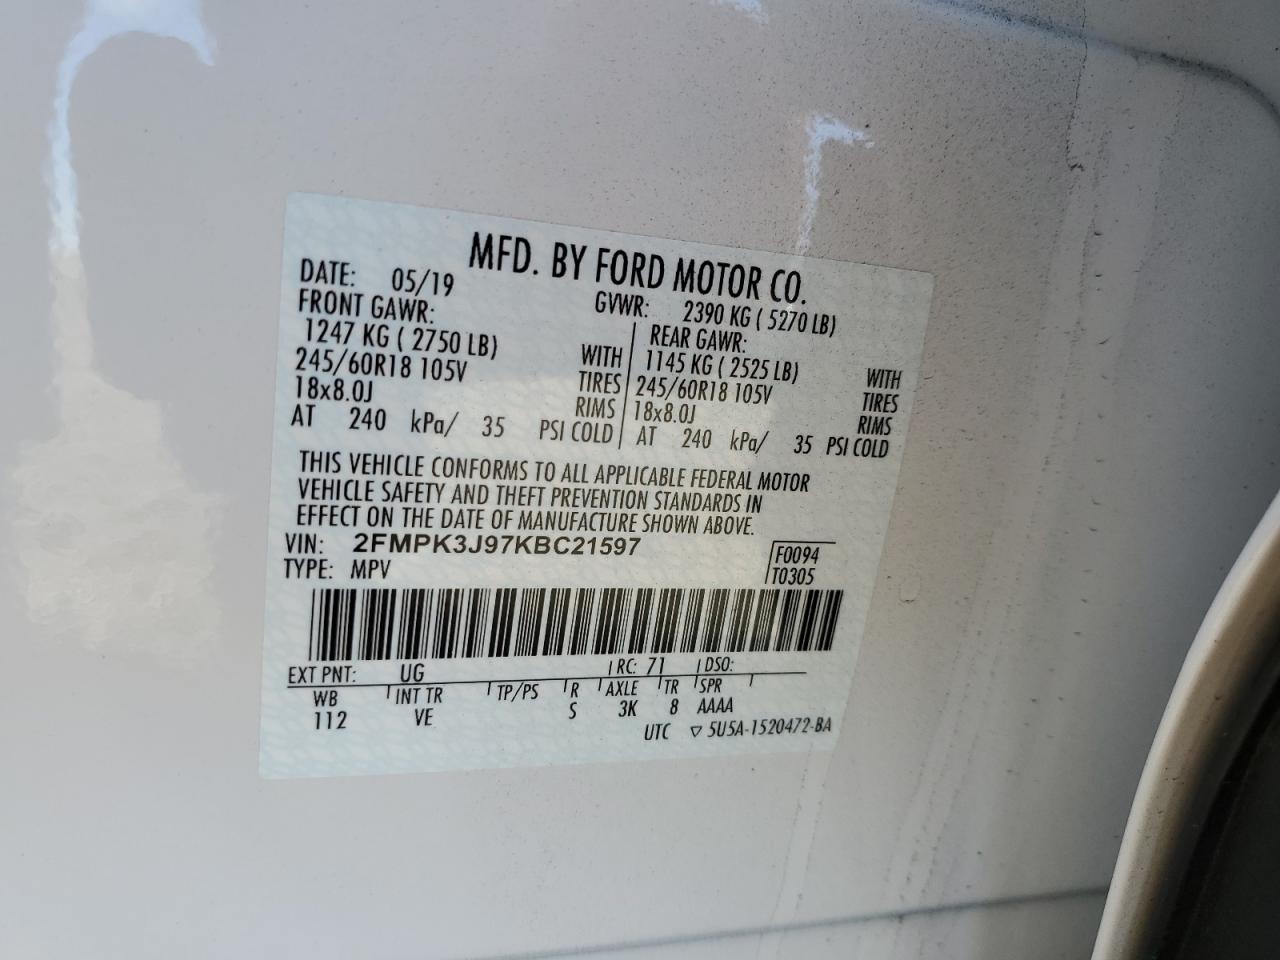 MFD. BY FORD MOTOR CO.
DATE: 05/19 GVWR: 2390 KG ( 5270 LB)
FRONT GAWR: REAR GAWR:
1247 KG ( 2750 LB) WITH 1145 KG ( 2525 LB) WITH
245/60R18 105V TIRES 245/60R18 105V TIRES
18x8.0J RIMS 18x8.0J RIMS
AT 240 kPa/ 35 PSI COLD AT 240 kPa/ 35 PSI COLD
THIS VEHICLE CONFORMS TO ALL APPLICABLE FEDERAL MOTOR
VEHICLE SAFETY AND THEFT PREVENTION STANDARDS IN
EFFECT ON THE DATE OF MANUFACTURE SHOWN ABOVE.
VIN: 2FMPK3J97KBC21597 F0094
TYPE: MPV T0305
EXT PNT: UG RC: 71 DSO:
WB INT TR TP/PS R AXLE TR SPR
112 VE S 3K 8 AAAA
UTC ▽ 5U5A-1520472-BA